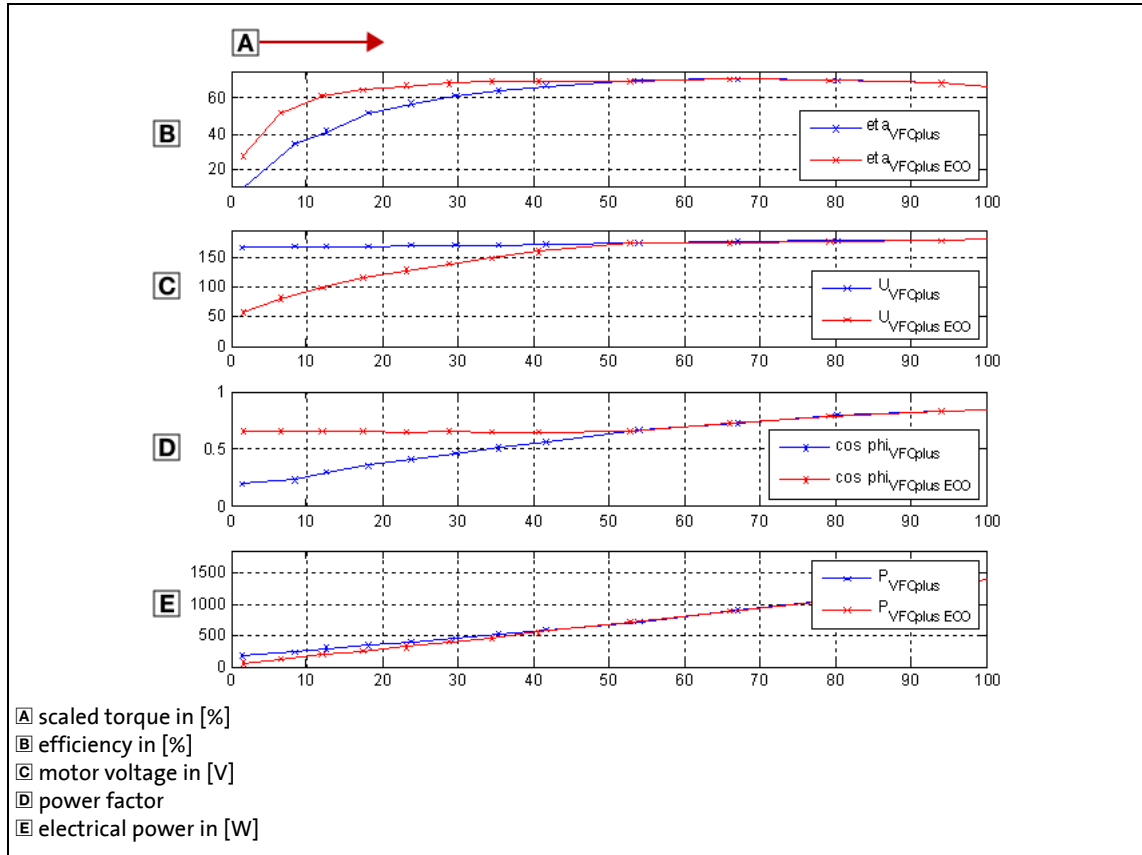 A
B
60
40
20
0 10 20 30 40 50 60 70 80 90 100
eta VFCplus
eta VFCplus ECO
C
150
100
50
0
0 10 20 30 40 50 60 70 80 90 100
U VFCplus
U VFCplus ECO
D
1
0.5
0
0 10 20 30 40 50 60 70 80 90 100
cos phi VFCplus
cos phi VFCplus ECO
E
1500
1000
500
0
0 10 20 30 40 50 60 70 80 90 100
P VFCplus
P VFCplus ECO
A scaled torque in [%]
B efficiency in [%]
C motor voltage in [V]
D power factor
E electrical power in [W]